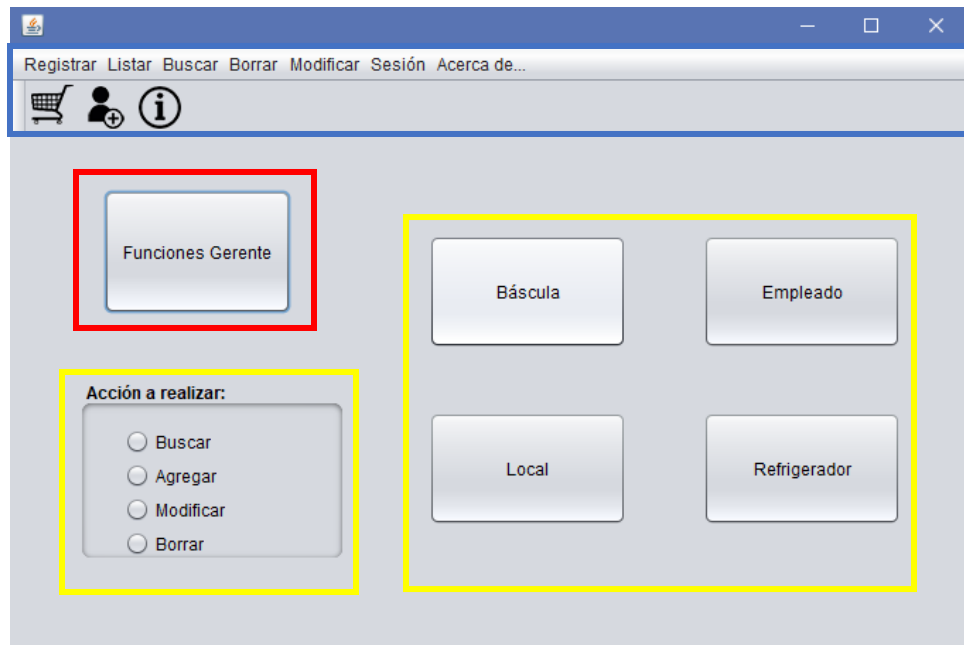 Registrar Listar Buscar Borrar Modificar Sesión Acerca de...
Funciones Gerente
Báscula
Empleado
Acción a realizar:
Buscar
Agregar
Modificar
Borrar
Local
Refrigerador